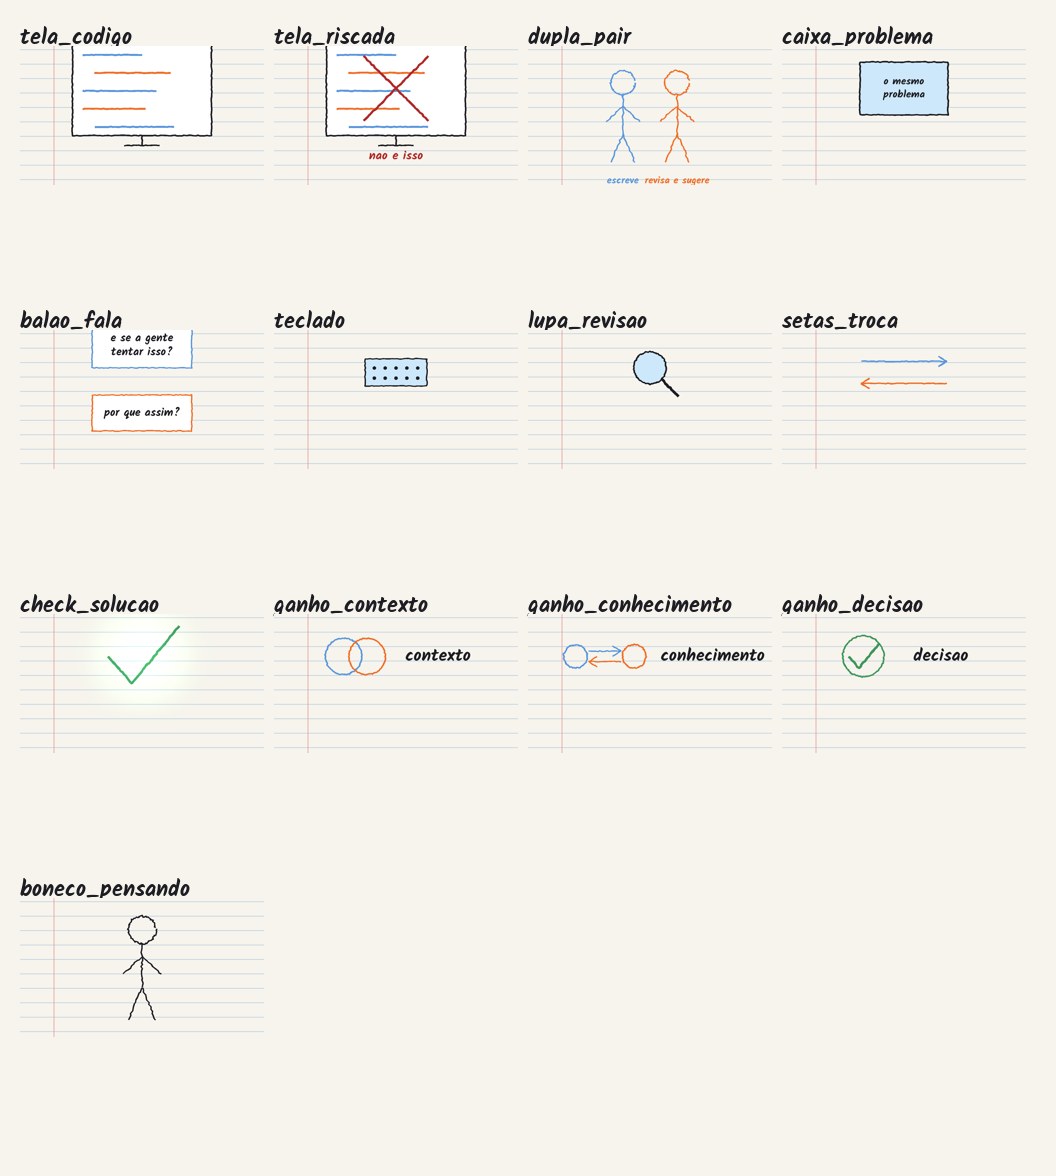 tela_codigo
tela_riscada
dupla_pair
caixa_problema
o mesmo
problema
nao e isso
escreve
revisa e sugere
balao_fala
teclado
lupa_revisao
setas_troca
e se a gente
tentar isso?
por que assim?
check_solucao
ganho_contexto
ganho_conhecimento
ganho_decisao
contexto
conhecimento
decisao
boneco_pensando